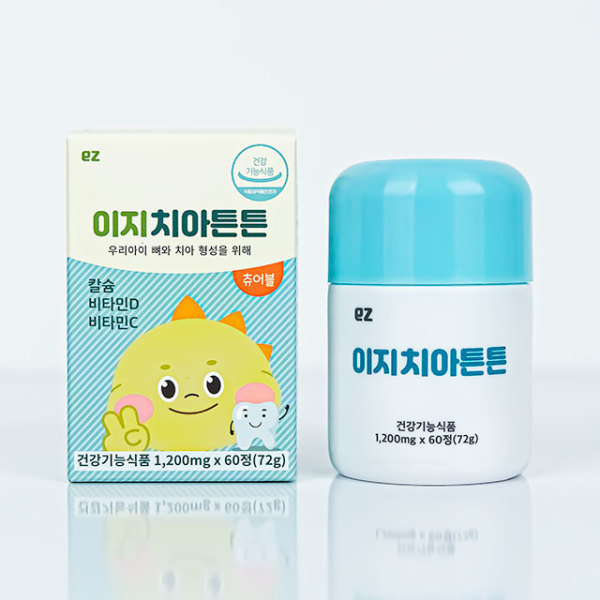 ez
건강
기능식품
이지치아튼튼
우리아이 뼈와 치아 형성을 위해
츄어블
칼슘
비타민D
비타민C
건강기능식품 1,200mg x 60정(72g)
ez
이지치아튼튼
건강기능식품
1,200mg x 60정(72g)